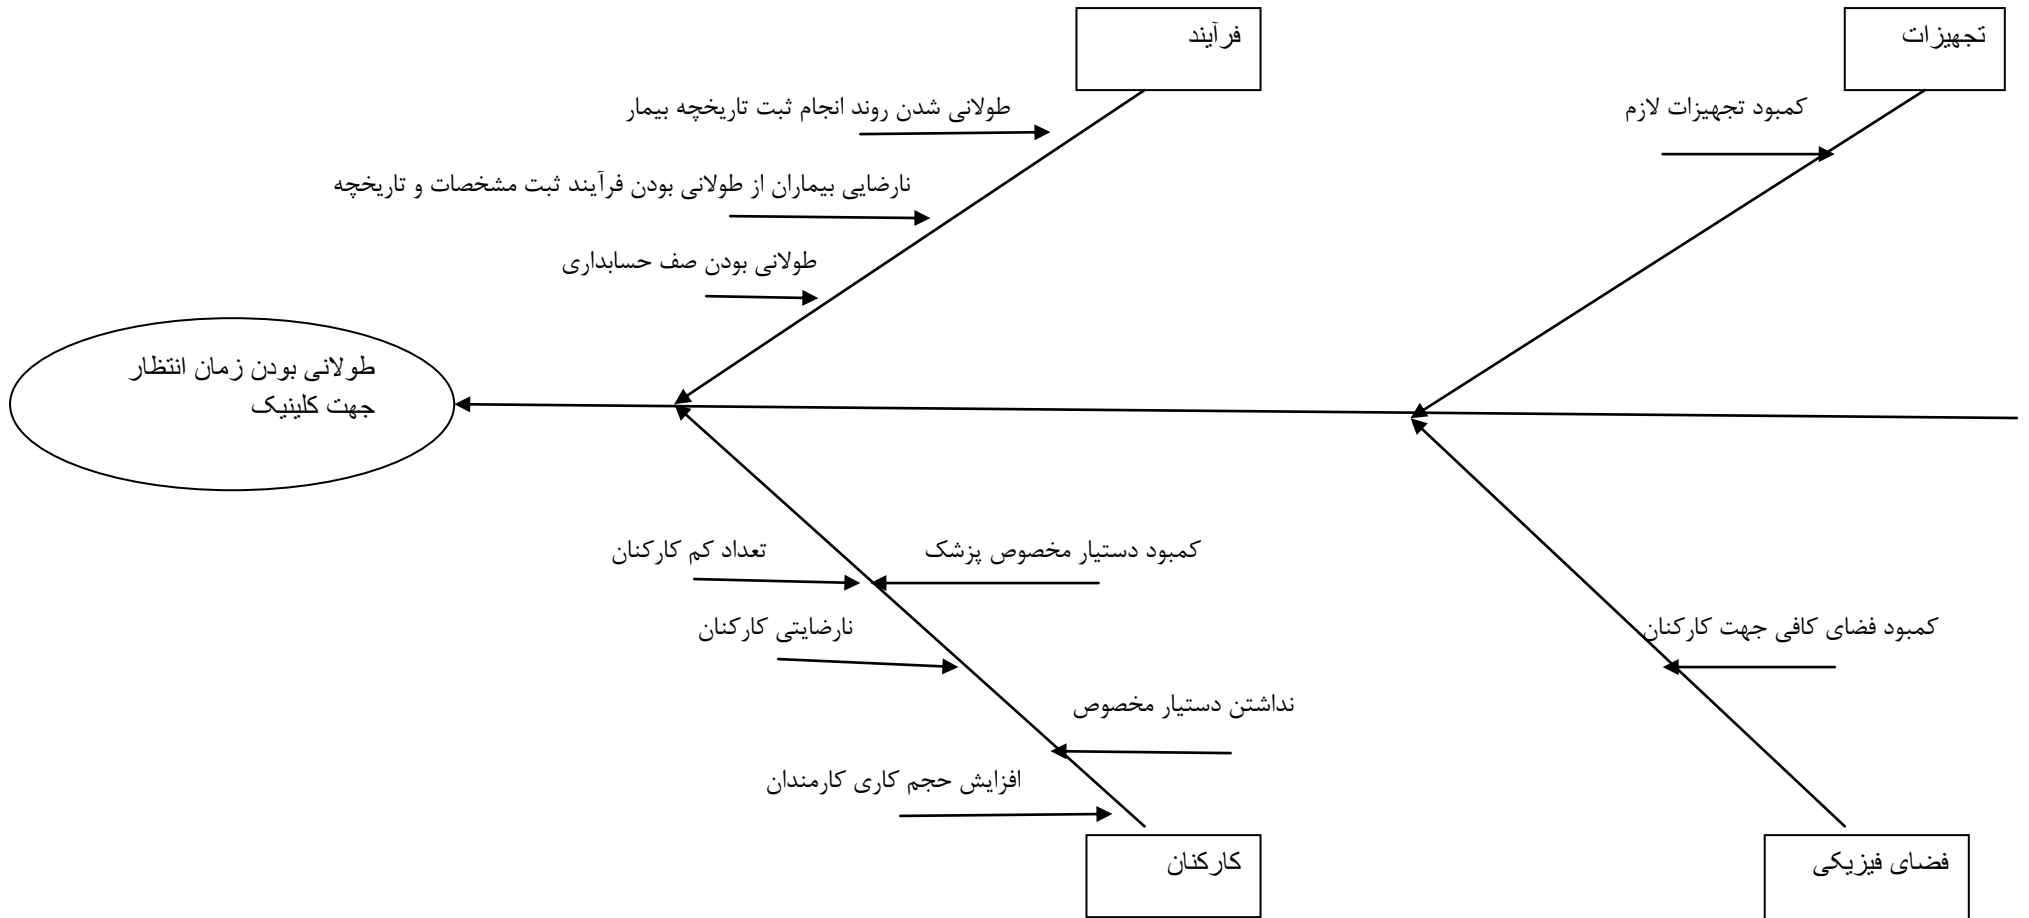 تجهیزات
فرآیند
کمبود تجهیزات لازم
طولانی شدن روند انجام ثبت تاریخچه بیمار
نارضایی بیماران از طولانی بودن فرآیند ثبت مشخصات و تاریخچه
طولانی بودن صف حسابداری
طولانی بودن زمان انتظار
جهت کلینیک
کمبود دستیار مخصوص پزشک
تعداد کم کارکنان
کمبود فضای کافی جهت کارکنان
نارضایتی کارکنان
نداشتن دستیار مخصوص
افزایش حجم کاری کارمندان
فضای فیزیکی
کارکنان